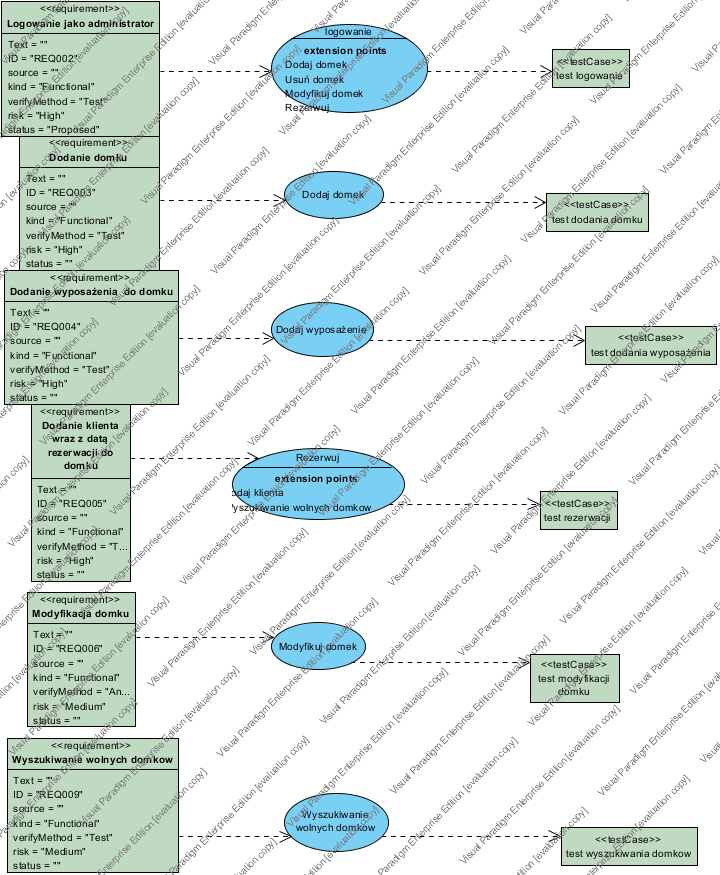 <<requirement>>
Logowanie jako administrator
Text = ""
ID = "REQ002"
source = ""
kind = "Functional"
verifyMethod = "Test"
risk = "High"
status = "Proposed"
logowanie
extension points
Dodaj domek
Usuń domek
Modyfikuj domek
Rezerwuj
<<testCase>>
test logowania
<<requirement>>
Dodanie domku
Text = ""
ID = "REQ003"
source = ""
kind = "Functional"
verifyMethod = "Test"
risk = "High"
status = ""
Dodaj domek
<<testCase>>
test dodania domku
<<requirement>>
Dodanie wyposażenia do domku
Text = ""
ID = "REQ004"
source = ""
kind = "Functional"
verifyMethod = "Test"
risk = "High"
status = ""
Dodaj wyposażenie
<<testCase>>
test dodania wyposażenia
<<requirement>>
Dodanie klienta
wraz z datą
rezerwacji do
domku
Text = ""
ID = "REQ005"
source = ""
kind = "Functional"
verifyMethod = "T...
risk = "High"
status = ""
Rezerwuj
extension points
odaj klienta
yszukiwanie wolnych domkow
<<testCase>>
test rezerwacji
<<requirement>>
Modyfikacja domku
Text = ""
ID = "REQ006"
source = ""
kind = "Functional"
verifyMethod = "An...
risk = "Medium"
status = ""
Modyfikuj domek
<<testCase>>
test modyfikacji
domku
<<requirement>>
Wyszukiwanie wolnych domkow
Text = ""
ID = "REQ009"
source = ""
kind = "Functional"
verifyMethod = "Test"
risk = "Medium"
status = ""
Wyszukiwanie
wolnych domków
<<testCase>>
test wyszukiwania domkow
Visual Paradigm Enterprise Edition [evaluation copy]